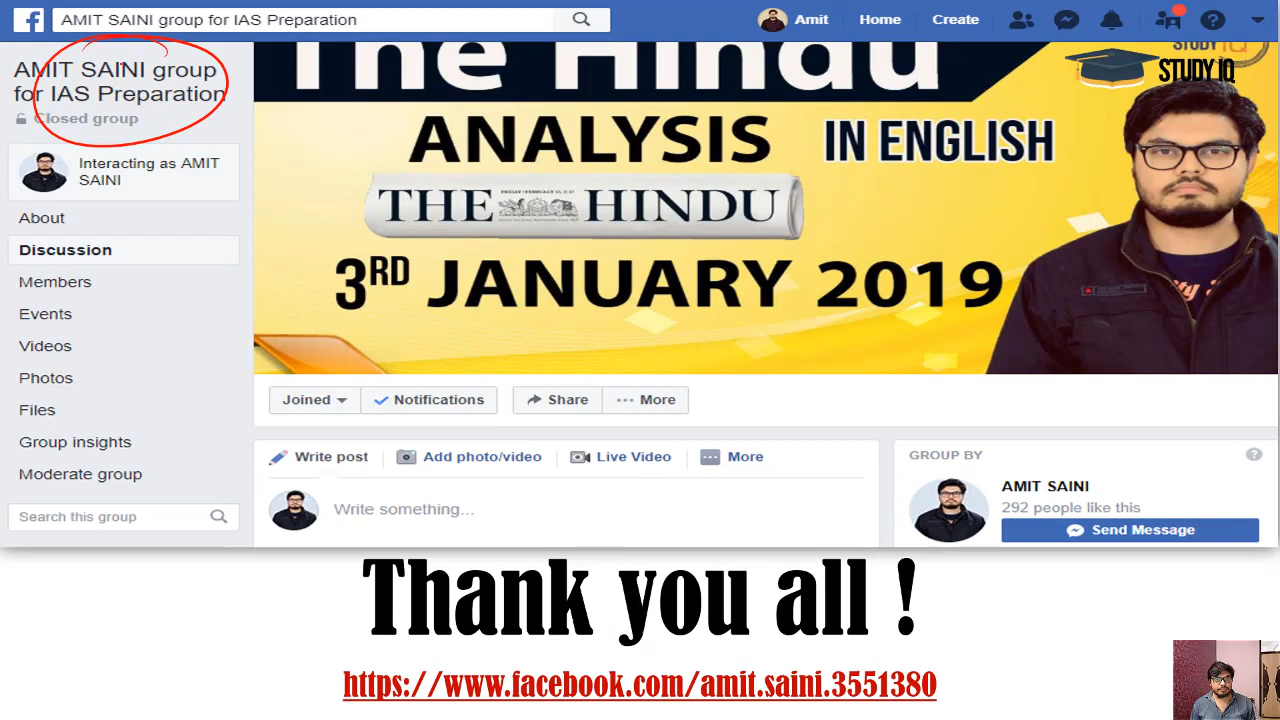 AMIT SAINI group for IAS Preparation
Amit
Home
Create
AMIT SAINI group
for IAS Preparation
Closed group
Interacting as AMIT
SAINI
About
Discussion
Members
Events
Videos
Photos
Files
Group insights
Moderate group
Search this group
The Hindu
STUDY IQ
STUDY IQ
ANALYSIS
IN ENGLISH
THE HINDU
3RD JANUARY 2019
Joined
Notifications
Share
More
Write post
Add photo/video
Live Video
More
Write something...
GROUP BY
AMIT SAINI
292 people like this
Send Message
Thank you all !
https://www.facebook.com/amit.saini.3551380